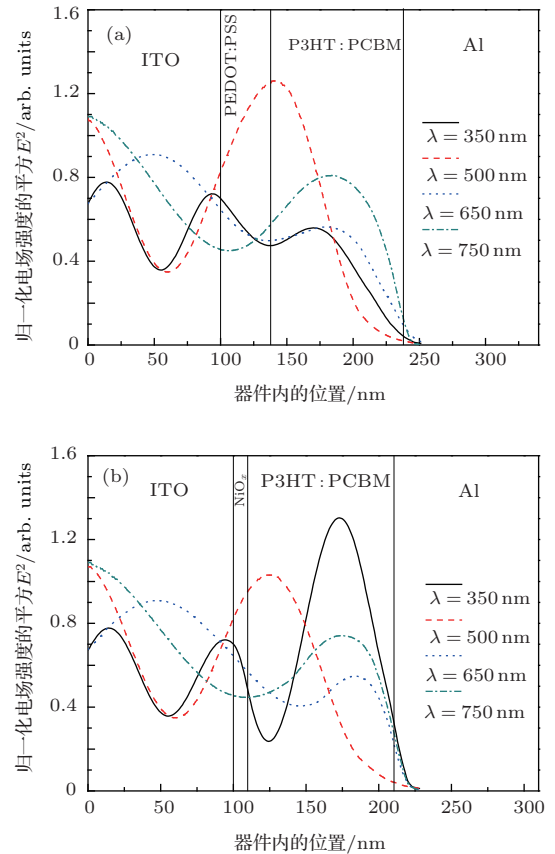 (a)
ITO
PEDOT:PSS
P3HT:PCBM
Al
归一化电场强度的平方E²/arb. units
1.6
1.2
0.8
0.4
0
λ = 350 nm
λ = 500 nm
λ = 650 nm
λ = 750 nm
0 50 100 150 200 250 300
器件内的位置/nm
(b)
ITO
NiOₓ
P3HT:PCBM
Al
归一化电场强度的平方E²/arb. units
1.6
1.2
0.8
0.4
0
λ = 350 nm
λ = 500 nm
λ = 650 nm
λ = 750 nm
0 50 100 150 200 250 300
器件内的位置/nm